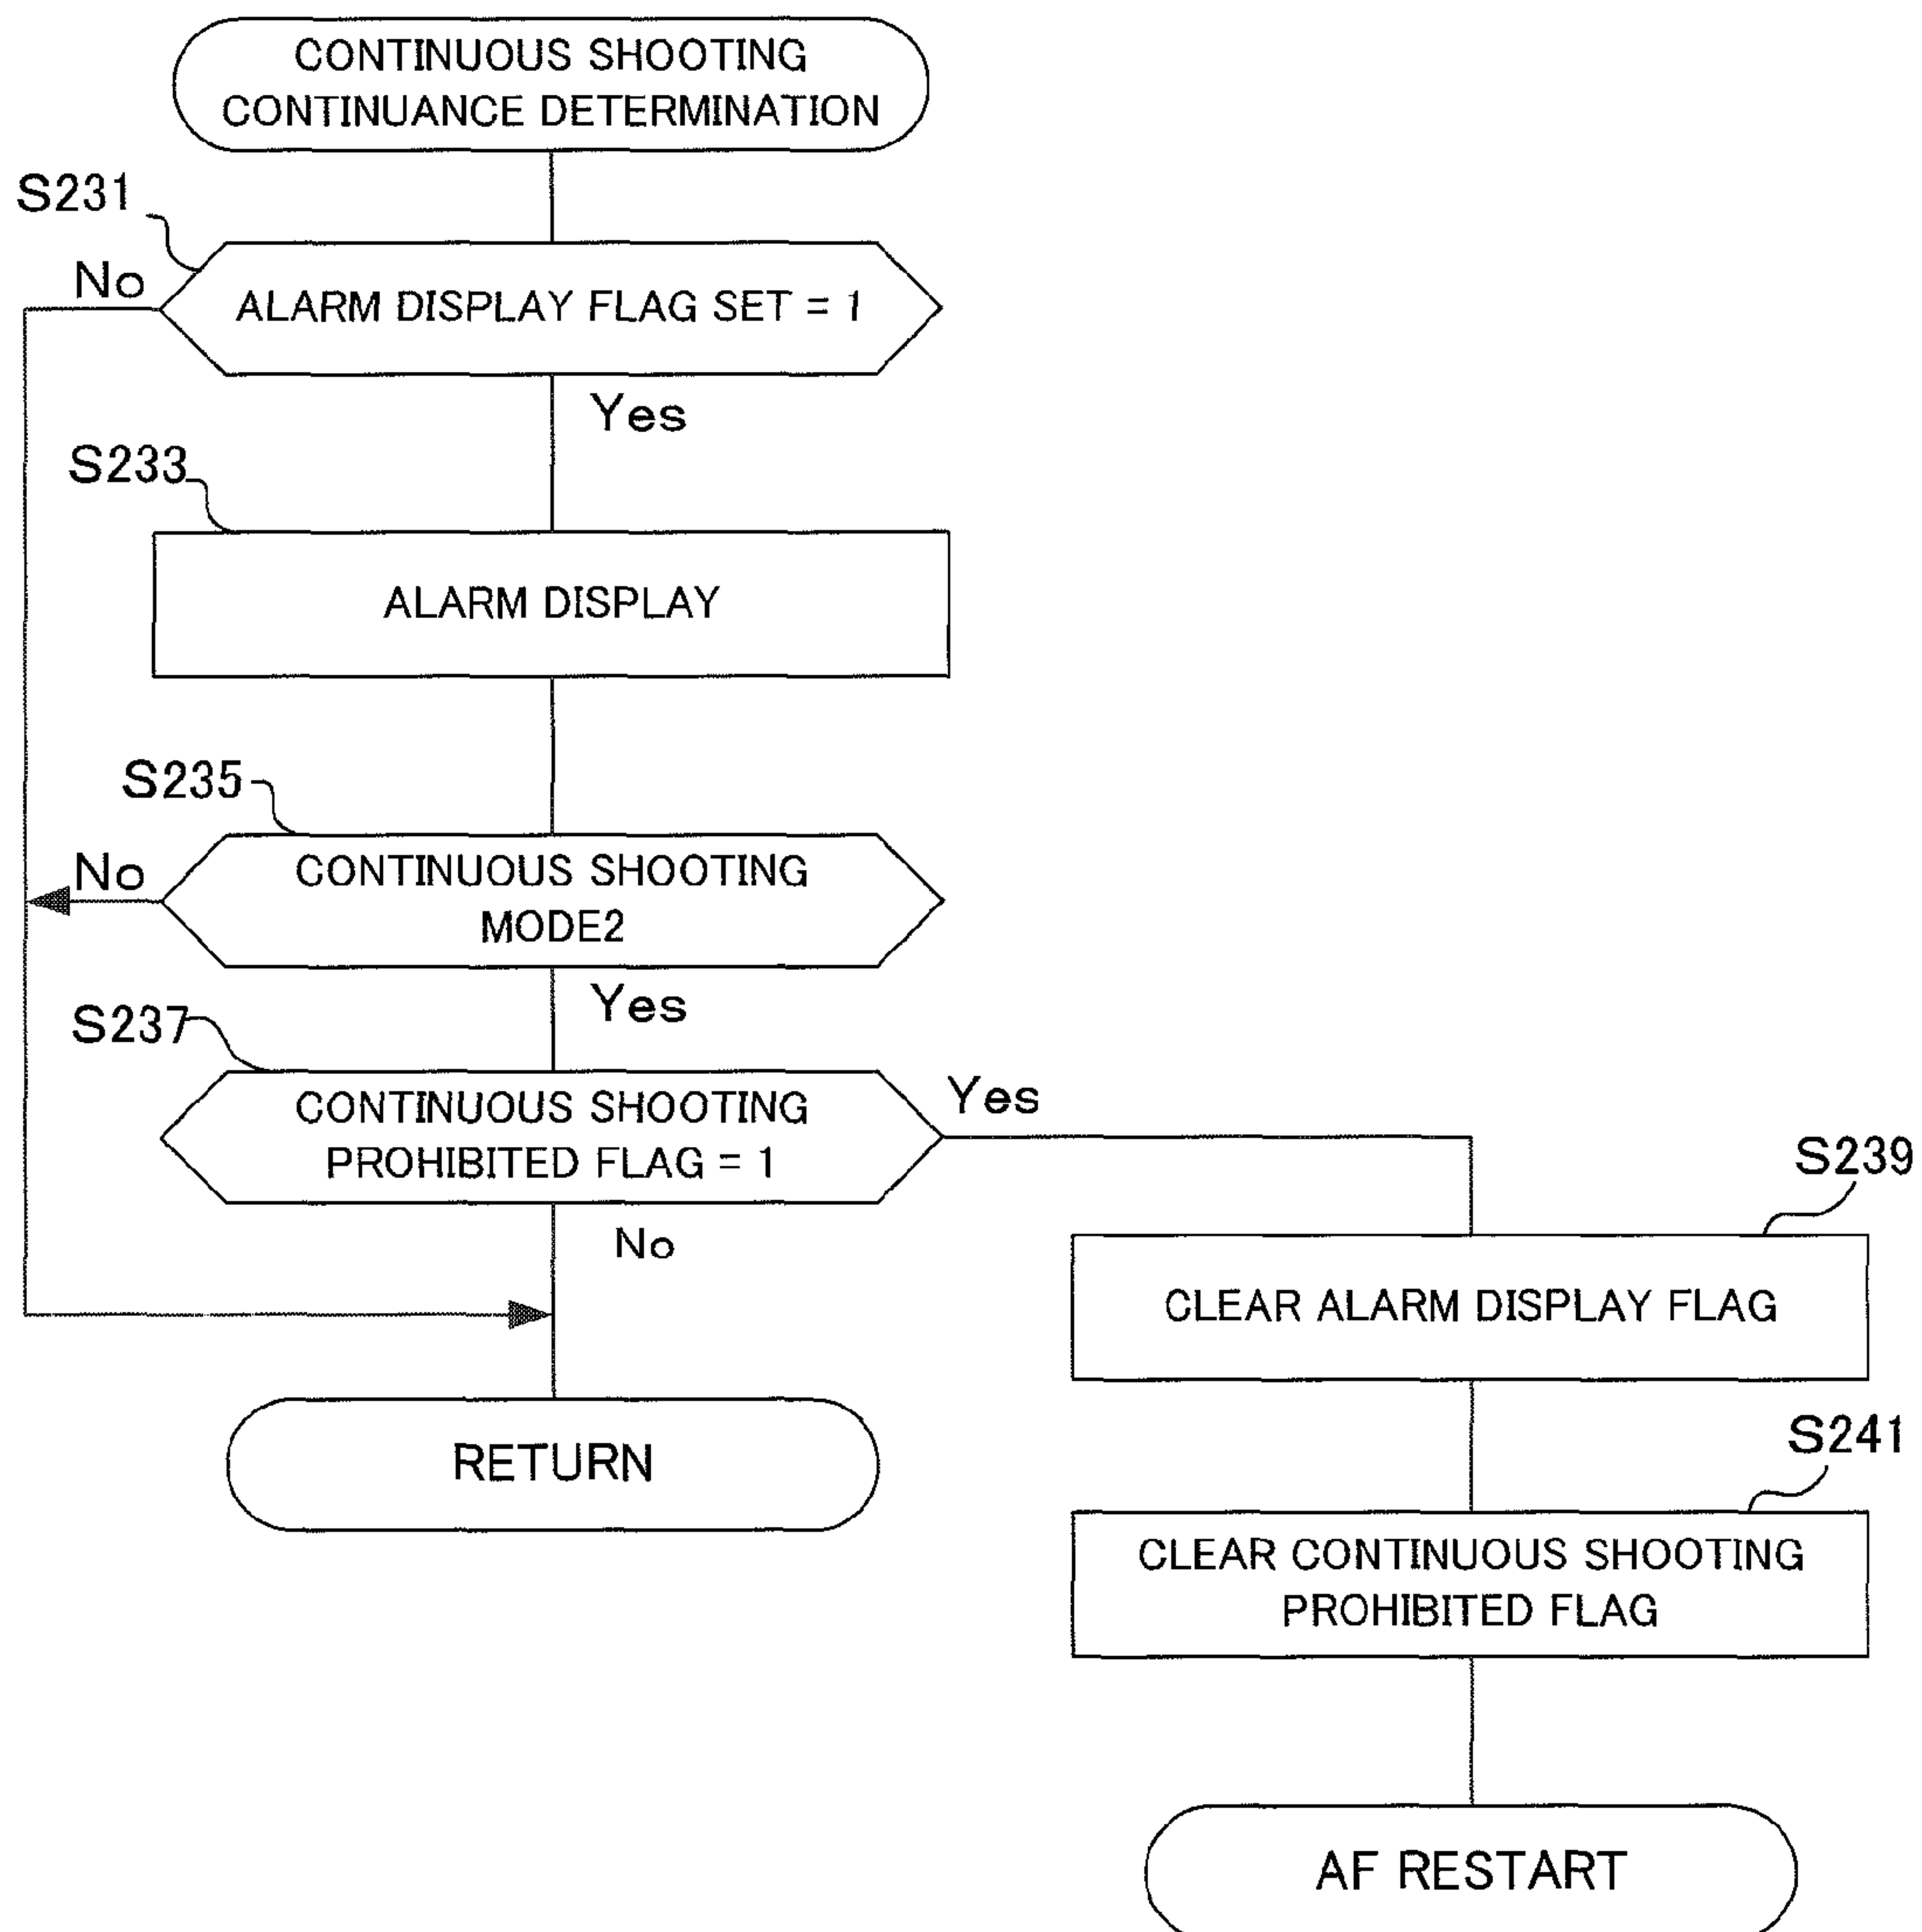 CONTINUOUS SHOOTING
CONTINUANCE DETERMINATION
S231
No
ALARM DISPLAY FLAG SET = 1
Yes
S233
ALARM DISPLAY
S235
No
CONTINUOUS SHOOTING
MODE2
Yes
S237
CONTINUOUS SHOOTING
PROHIBITED FLAG = 1
Yes
No
S239
CLEAR ALARM DISPLAY FLAG
RETURN
S241
CLEAR CONTINUOUS SHOOTING
PROHIBITED FLAG
AF RESTART